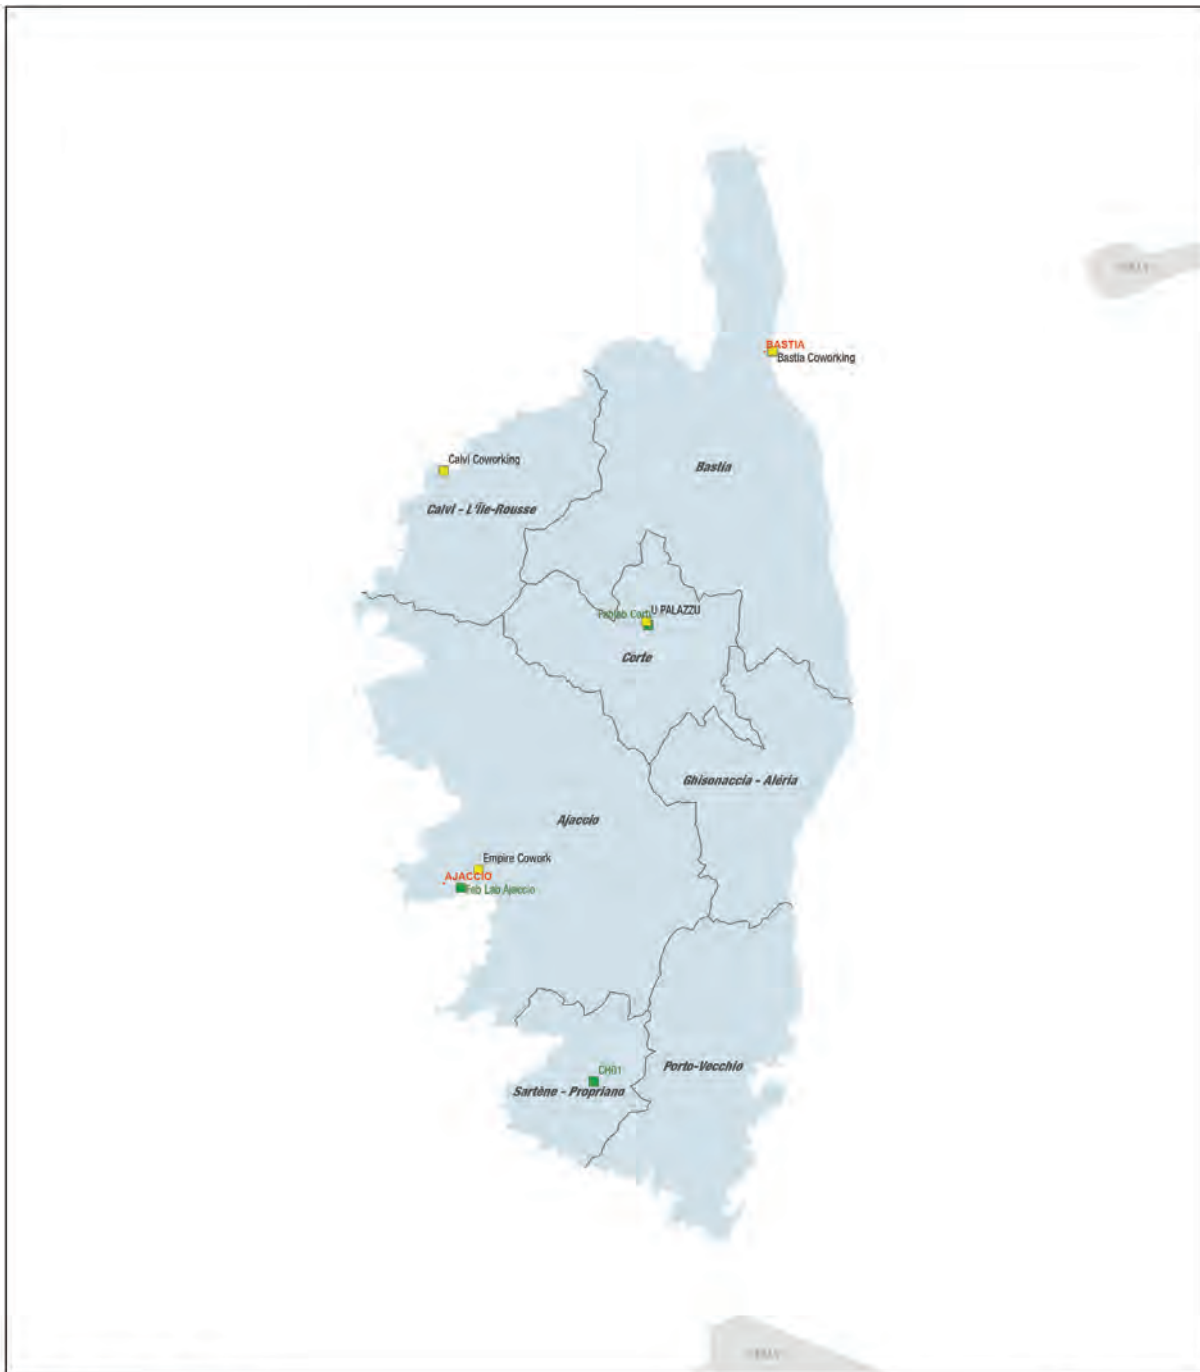 BASTIA
Bastia Coworking
Calvi Coworking
Bastia
Calvi - L'Île-Rousse
U PALAZZU
Corte
Ghisonaccia - Aléria
Ajaccio
Empire Cowork
AJACCIO
Fab Lab Ajaccio
Porto-Vecchio
Sartène - Propriano